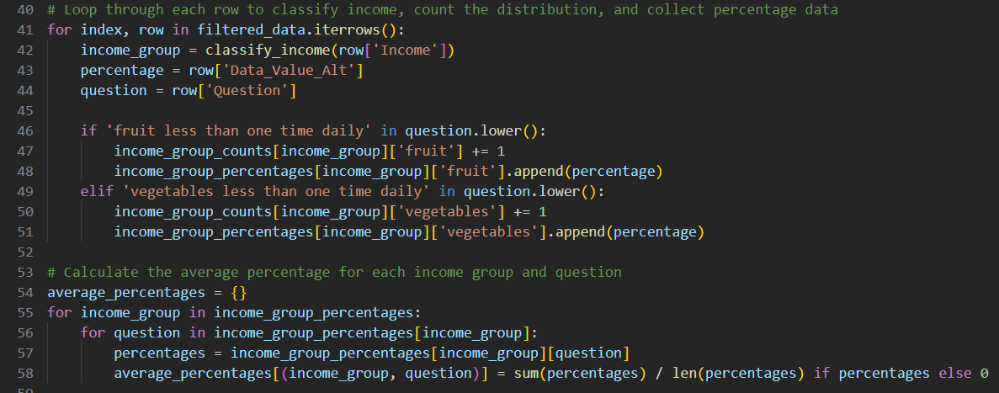 40 # Loop through each row to classify income, count the distribution, and collect percentage data
41 for index, row in filtered_data.iterrows():
42     income_group = classify_income(row['Income'])
43     percentage = row['Data_Value_Alt']
44     question = row['Question']
45
46     if 'fruit less than one time daily' in question.lower():
47         income_group_counts[income_group]['fruit'] += 1
48         income_group_percentages[income_group]['fruit'].append(percentage)
49     elif 'vegetables less than one time daily' in question.lower():
50         income_group_counts[income_group]['vegetables'] += 1
51         income_group_percentages[income_group]['vegetables'].append(percentage)
52
53 # Calculate the average percentage for each income group and question
54 average_percentages = {}
55 for income_group in income_group_percentages:
56     for question in income_group_percentages[income_group]:
57         percentages = income_group_percentages[income_group][question]
58         average_percentages[(income_group, question)] = sum(percentages) / len(percentages) if percentages else 0